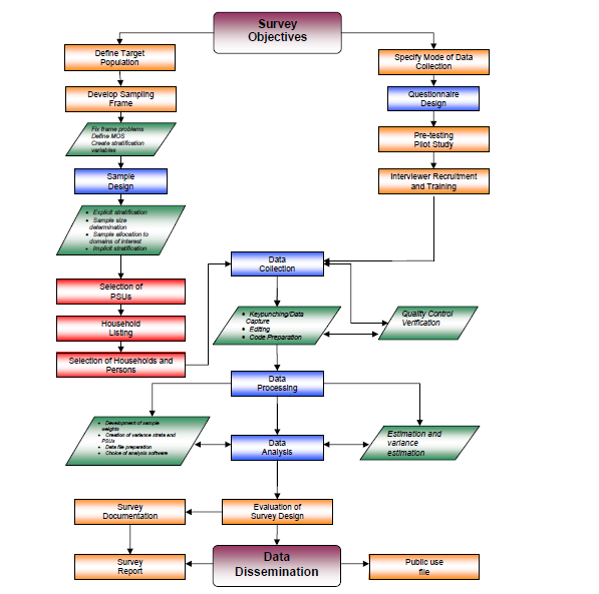 Survey
Objectives
Define Target
Population
Develop Sampling
Frame
Fix frame problems
Define MOS
Create stratification
variables
Sample
Design
• Explicit stratification
• Sample size
determination
• Sample allocation to
domains of interest
• Implicit stratification
Selection of
PSUs
Household
Listing
Selection of Households and
Persons
Specify Mode of Data
Collection
Questionnaire
Design
Pre-testing
Pilot Study
Interviewer Recruitment
and Training
Data
Collection
• Keypunching/Data
Capture
• Editing
• Code Preparation
Quality Control
Verification
Data
Processing
• Development of sample
weights
• Creation of variance strata and
PSUs
• Data file preparation
• Choice of analysis software
Data
Analysis
Estimation and
variance
estimation
Survey
Documentation
Evaluation of
Survey Design
Survey
Report
Data
Dissemination
Public use
file